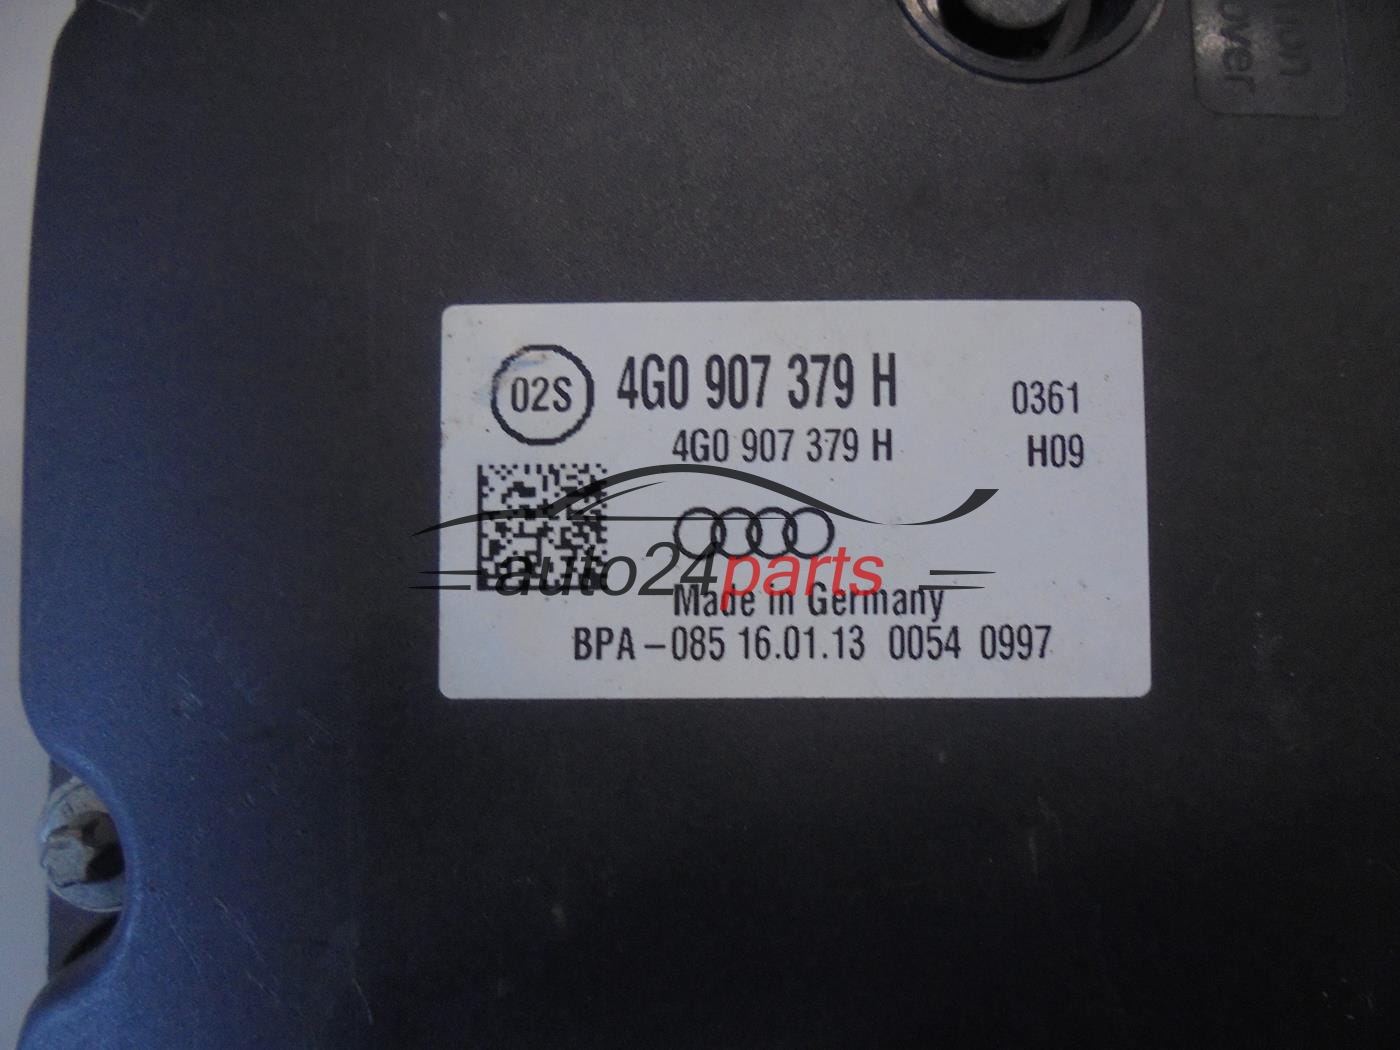 over
02S
4G0 907 379 H
0361
4G0 907 379 H
H09
auto24parts
Made in Germany
BPA-085 16.01.13 0054 0997